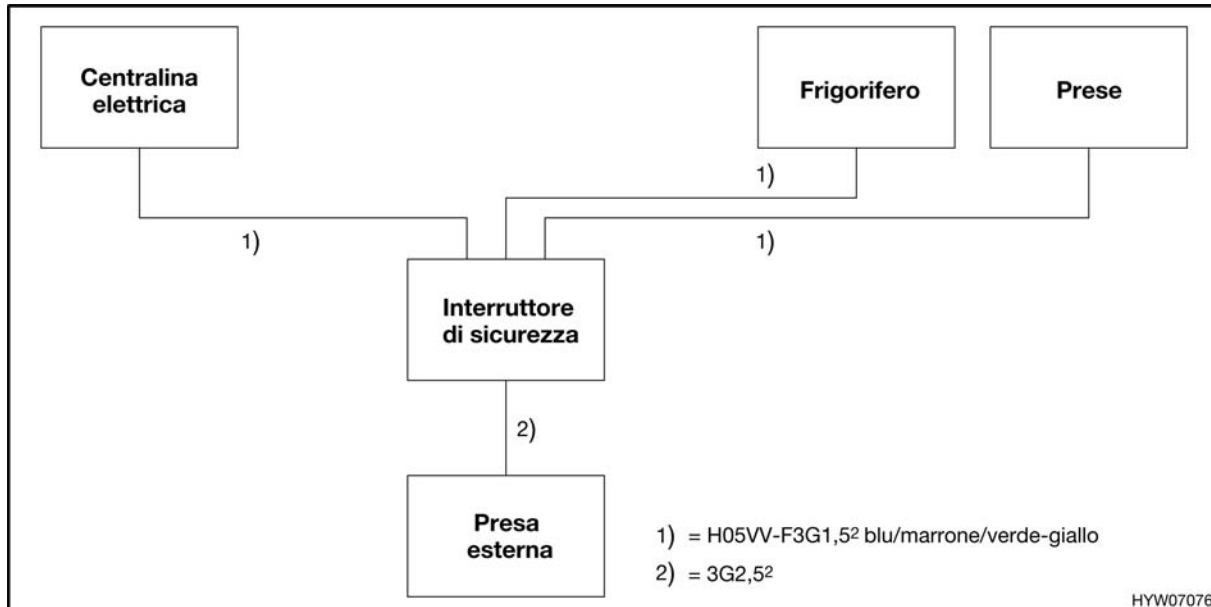 Centralina
elettrica
Frigorifero
Prese
1)
1)
1)
Interruttore
di sicurezza
2)
Presa
esterna
1) = H05VV-F3G1,5² blu/marrone/verde-giallo
2) = 3G2,5²
HYW07076